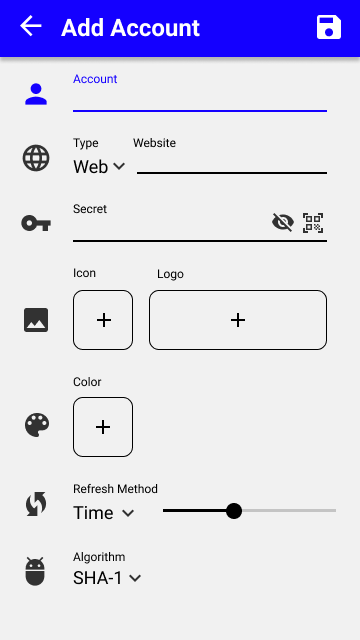 Add Account
Account
Type Website
Web
Secret
Icon Logo
Color
Refresh Method
Time
Algorithm
SHA-1